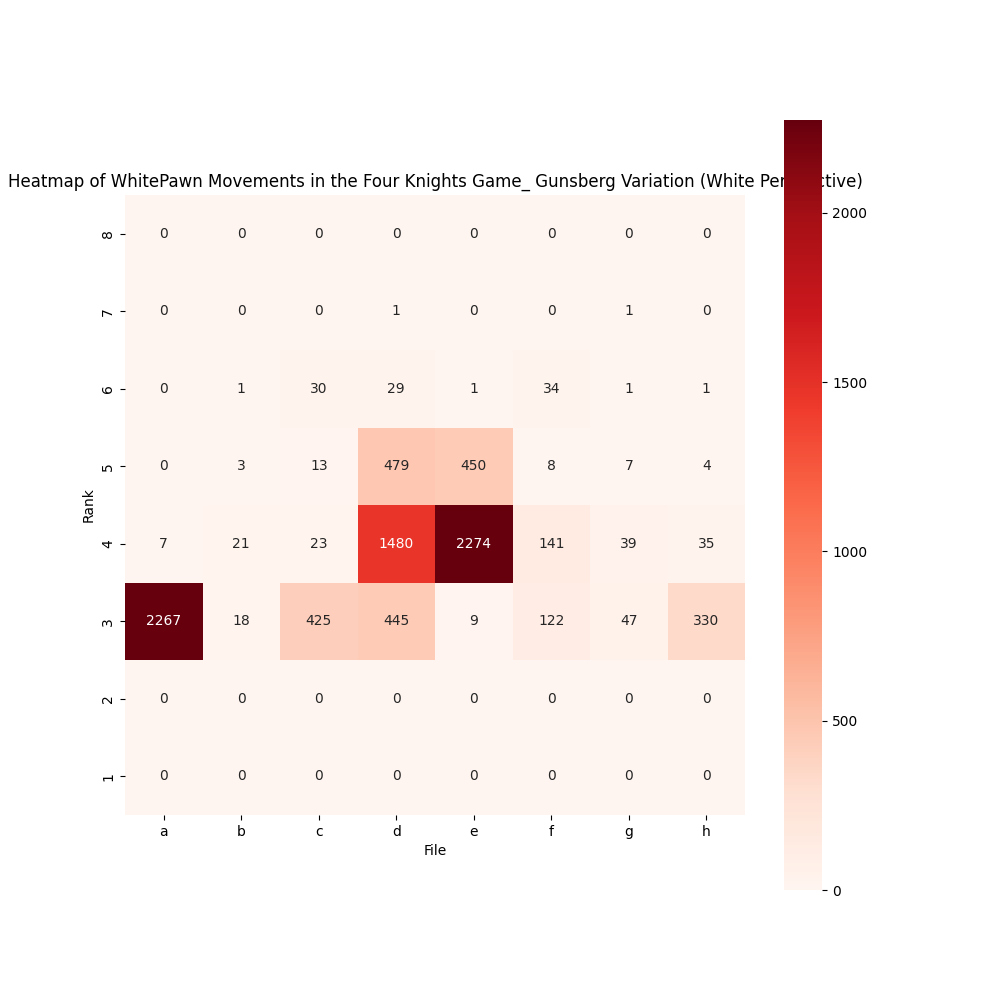 Heatmap of WhitePawn Movements in the Four Knights Game_ Gunsberg Variation (White Per ctive)
2000
8 0 0 0 0 0 0 0 0
7 0 0 0 1 0 0 1 0
1500
6 0 1 30 29 1 34 1 1
5 0 3 13 479 450 8 7 4
Rank
1000
4 7 21 23 1480 2274 141 39 35
3 2267 18 425 445 9 122 47 330
500
2 0 0 0 0 0 0 0 0
1 0 0 0 0 0 0 0 0
a b c d e f g h
File
0